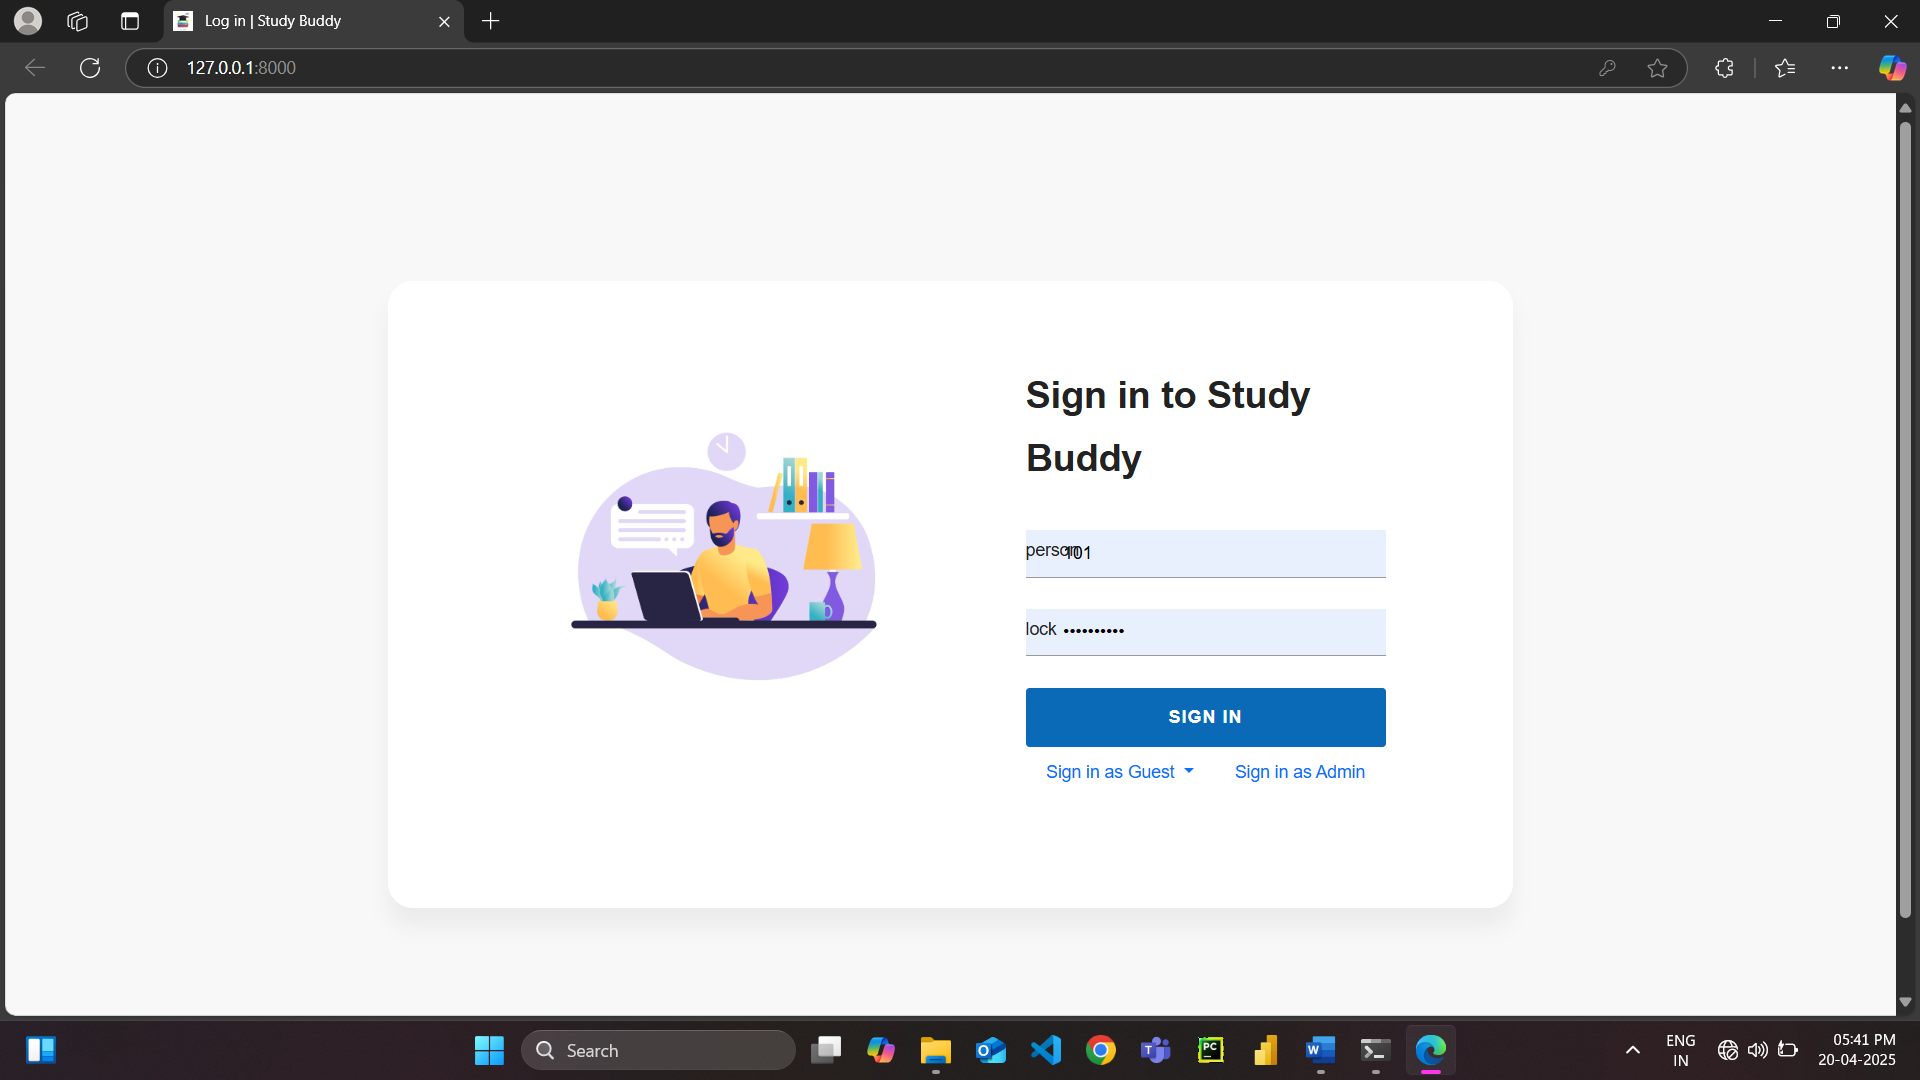 Log in | Study Buddy
127.0.0.1:8000
Sign in to Study
Buddy
person
101
lock ••••••••••
SIGN IN
Sign in as Guest
Sign in as Admin
Search
ENG
IN
05:41 PM
20-04-2025